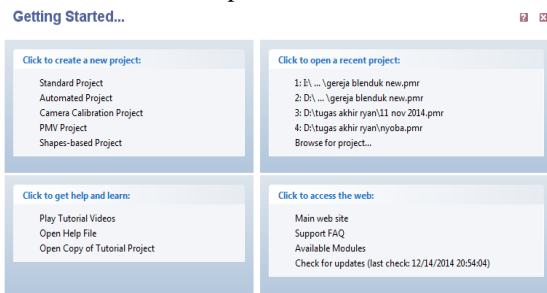 Getting Started...
Click to create a new project:
Standard Project
Automated Project
Camera Calibration Project
PMV Project
Shapes-based Project
Click to open a recent project:
1: I:\ ... \gereja blenduk new.pmr
2: D:\ ... \gereja blenduk new.pmr
3: D:\tugas akhir ryan\11 nov 2014.pmr
4: D:\tugas akhir ryan\nyoba.pmr
Browse for project...
Click to get help and learn:
Play Tutorial Videos
Open Help File
Open Copy of Tutorial Project
Click to access the web:
Main web site
Support FAQ
Available Modules
Check for updates (last check: 12/14/2014 20:54:04)